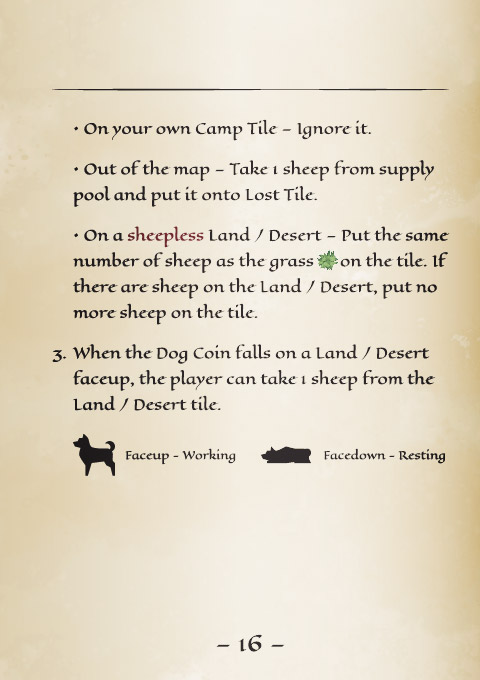 • On your own Camp Tile – Ignore it.
• Out of the map – Take 1 sheep from supply
pool and put it onto Lost Tile.
• On a sheepless Land / Desert – Put the same
number of sheep as the grass on the tile. If
there are sheep on the Land / Desert, put no
more sheep on the tile.
3. When the Dog Coin falls on a Land / Desert
faceup, the player can take 1 sheep from the
Land / Desert tile.
Faceup - Working Facedown - Resting
– 16 –